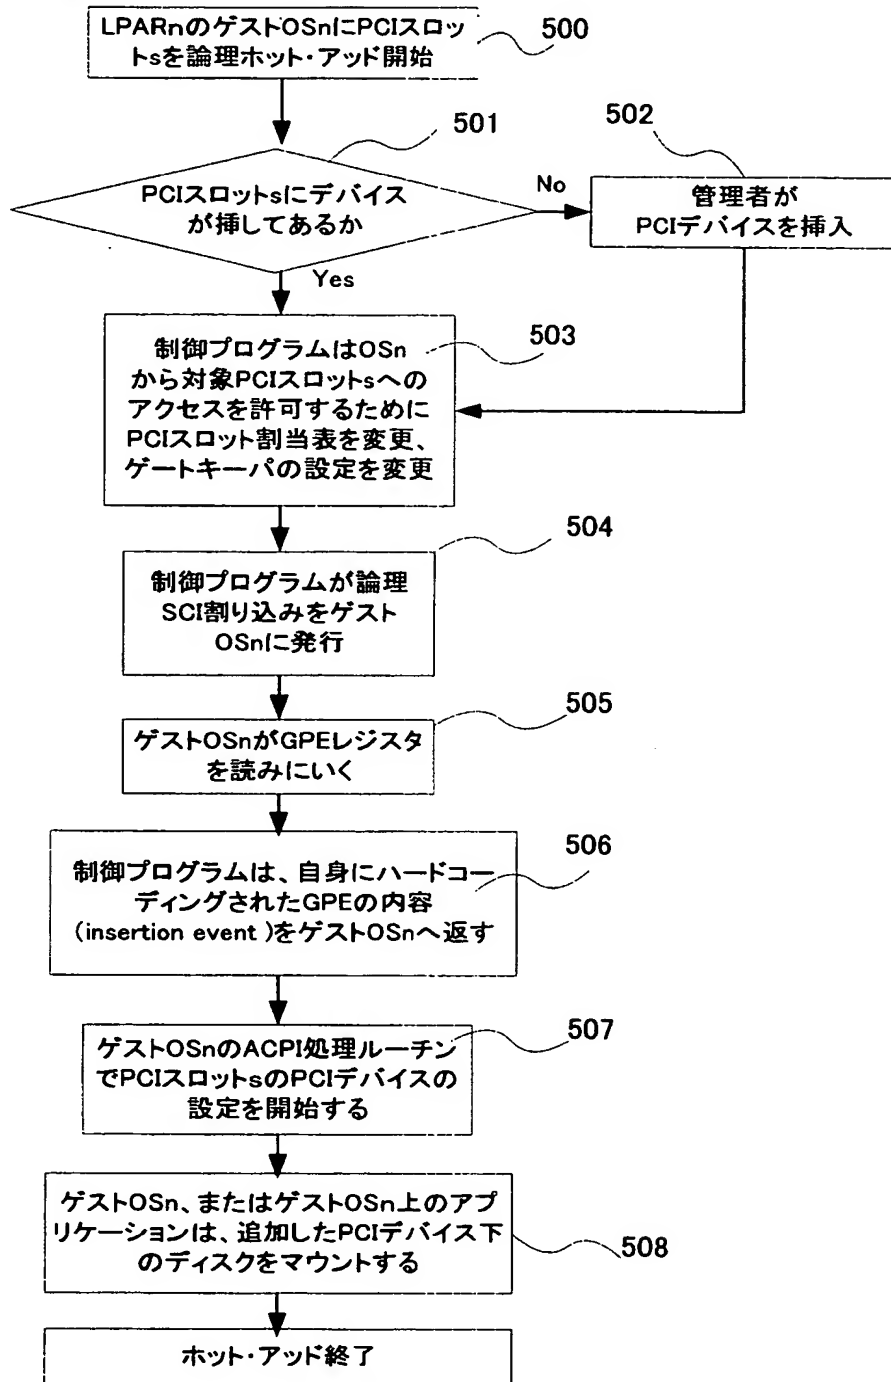 LPARnのゲストOSnにPCIスロッ
トsを論理ホット・アッド開始
500
501
502
PCIスロットsにデバイス
が挿してあるか
No
管理者が
PCIデバイスを挿入
Yes
503
制御プログラムはOSn
から対象PCIスロットsへの
アクセスを許可するために
PCIスロット割当表を変更、
ゲートキーパの設定を変更
504
制御プログラムが論理
SCI割り込みをゲスト
OSnに発行
505
ゲストOSnがGPEレジスタ
を読みにいく
506
制御プログラムは、自身にハードコー
ディングされたGPEの内容
(insertion event )をゲストOSnへ返す
507
ゲストOSnのACPI処理ルーチン
でPCIスロットsのPCIデバイスの
設定を開始する
ゲストOSn、またはゲストOSn上のアプ
リケーションは、追加したPCIデバイス下
のディスクをマウントする
508
ホット・アッド終了